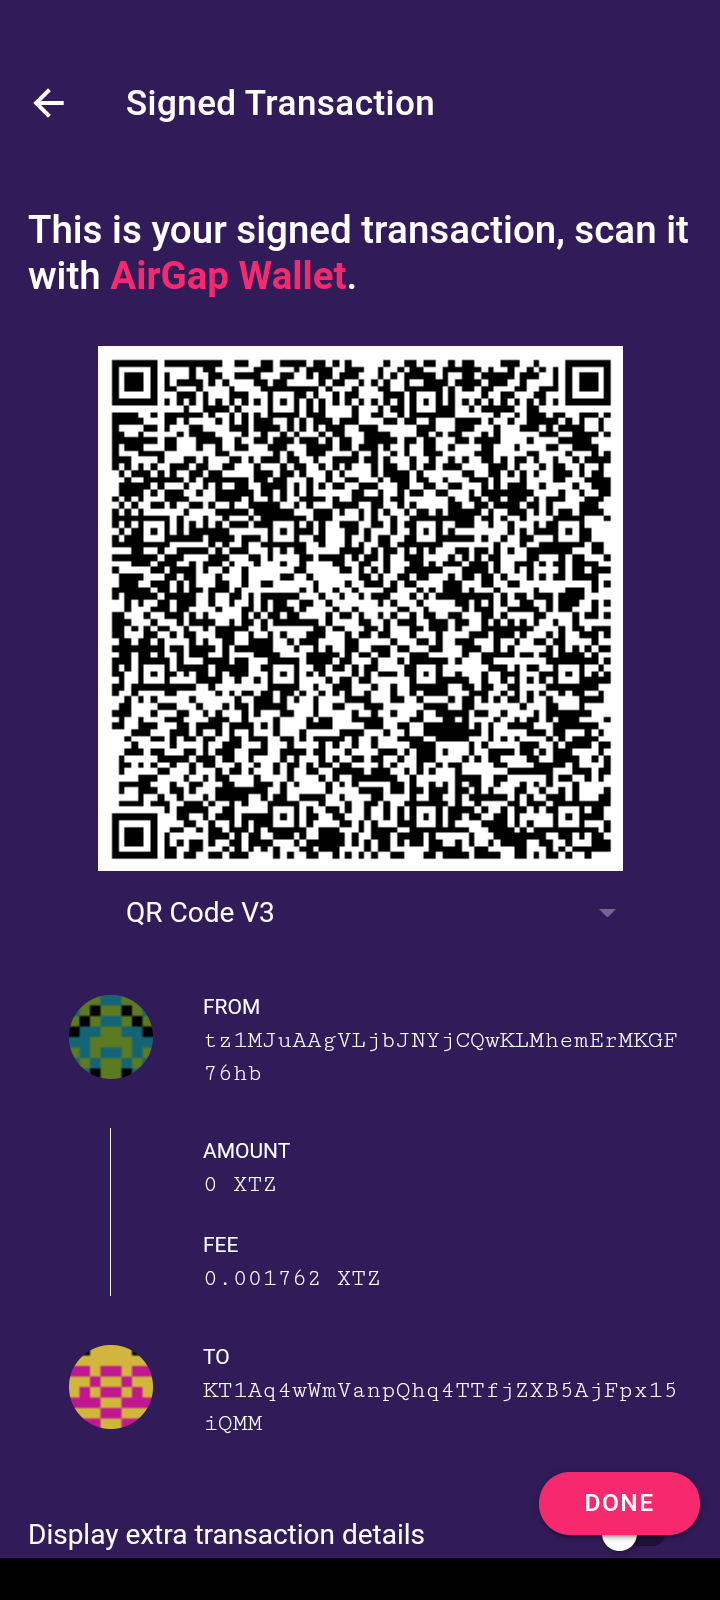 Signed Transaction
This is your signed transaction, scan it
with AirGap Wallet.
QR Code V3
FROM
tz1MJuAAgVLjbJNYjCQwKLMhemErMKGF
76hb
AMOUNT
0 XTZ
FEE
0.001762 XTZ
TO
KT1Aq4wWmVanpQhq4TTfjZXB5AjFpx15
iQMM
DONE
Display extra transaction details